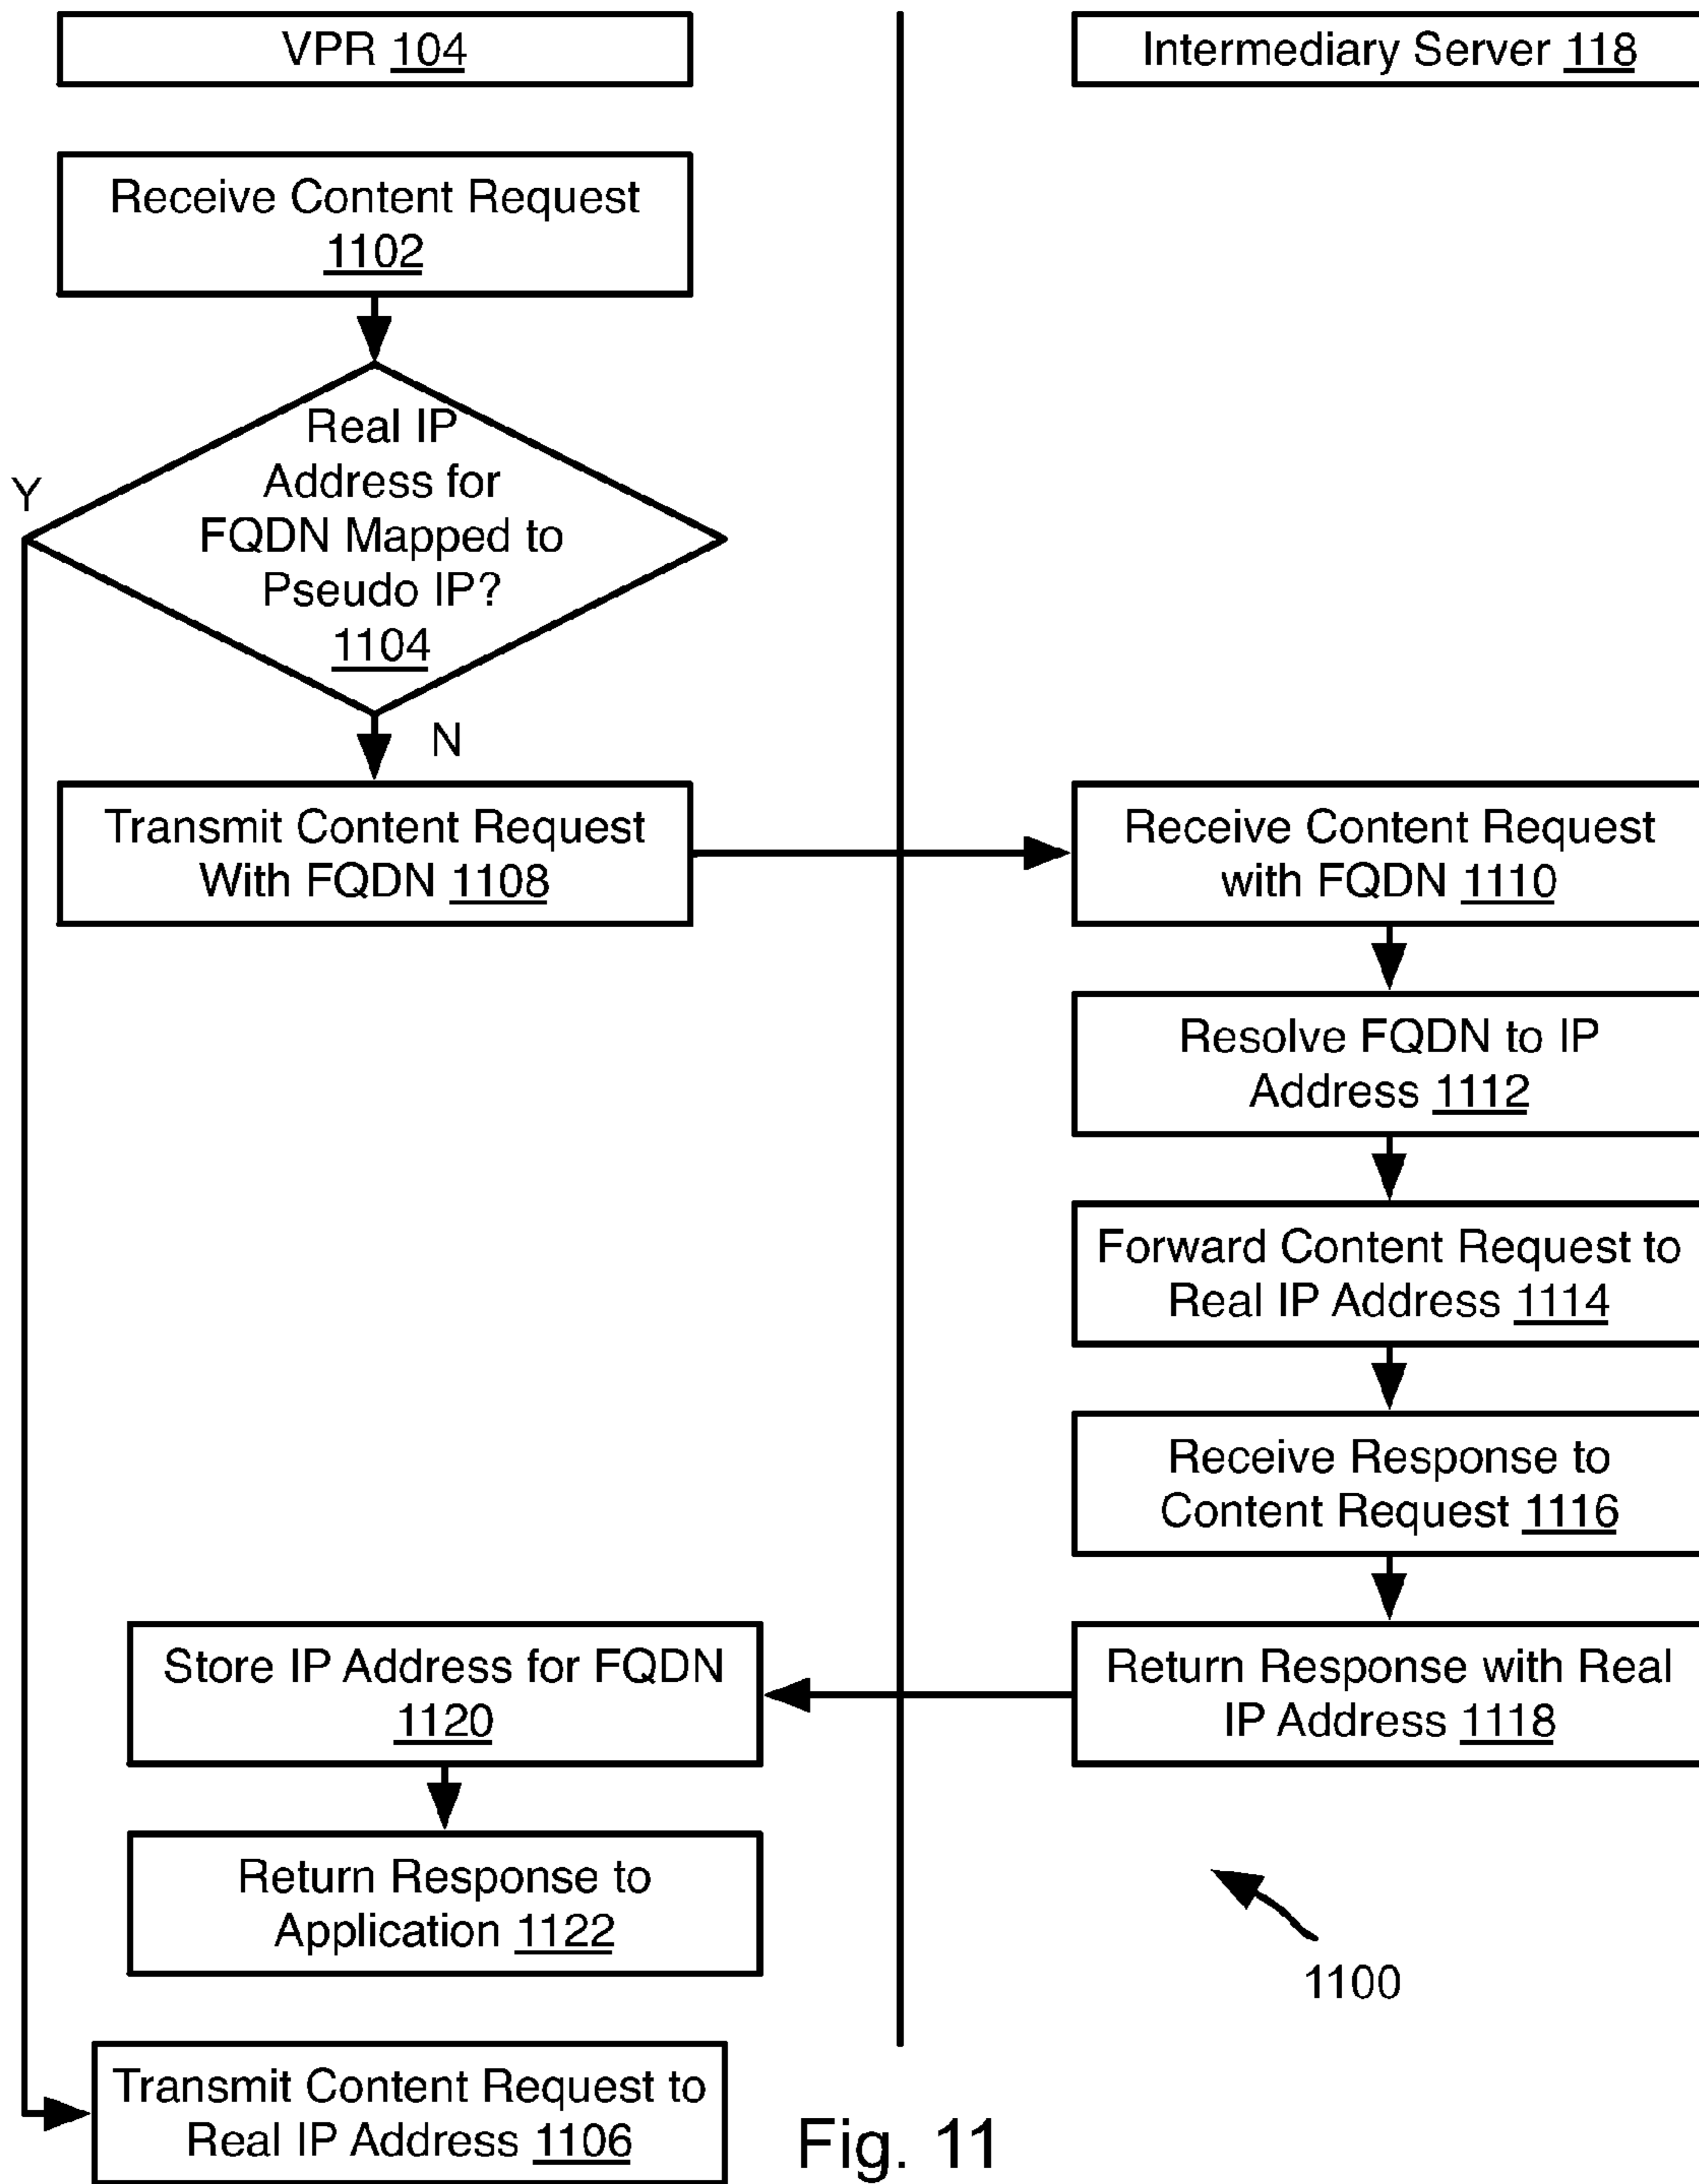 VPR 104
Intermediary Server 118
Receive Content Request
1102
Real IP
Address for
FQDN Mapped to
Pseudo IP?
1104
Y
N
Transmit Content Request
With FQDN 1108
Receive Content Request
with FQDN 1110
Resolve FQDN to IP
Address 1112
Forward Content Request to
Real IP Address 1114
Receive Response to
Content Request 1116
Return Response with Real
IP Address 1118
Store IP Address for FQDN
1120
Return Response to
Application 1122
1100
Transmit Content Request to
Real IP Address 1106
Fig. 11